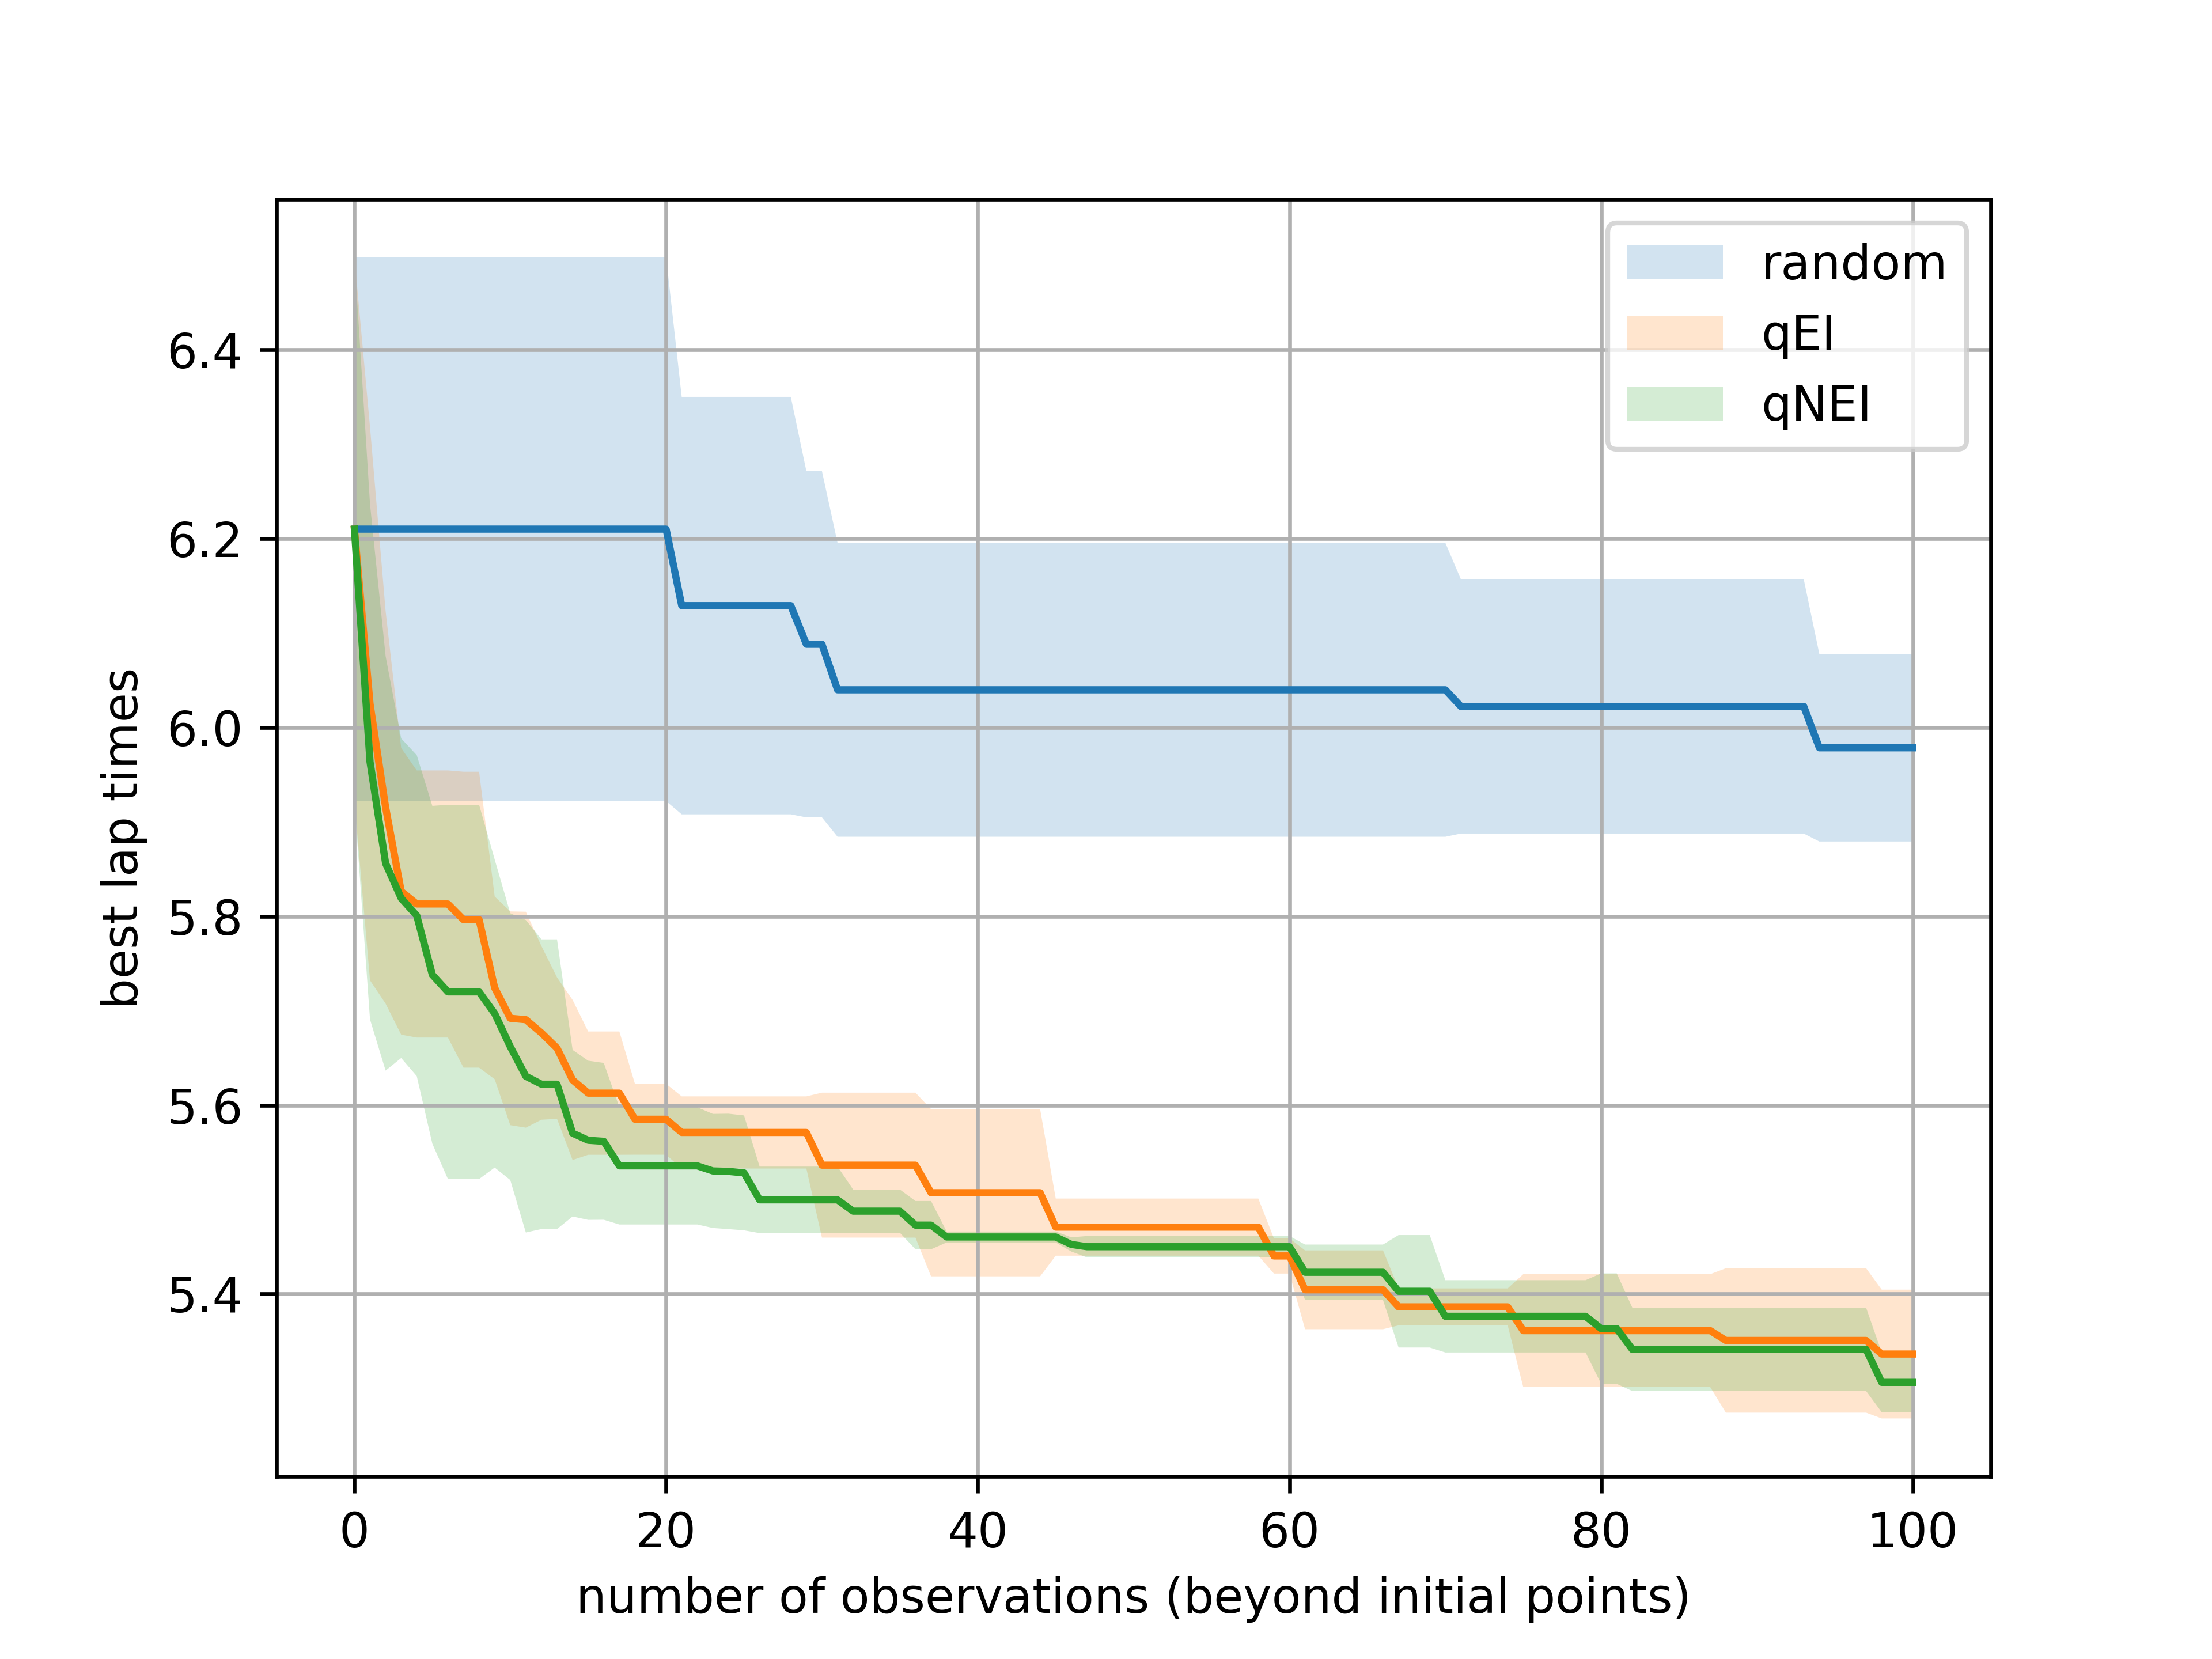 random
qEI
qNEI
6.4
6.2
6.0
5.8
5.6
5.4
best lap times
0 20 40 60 80 100
number of observations (beyond initial points)